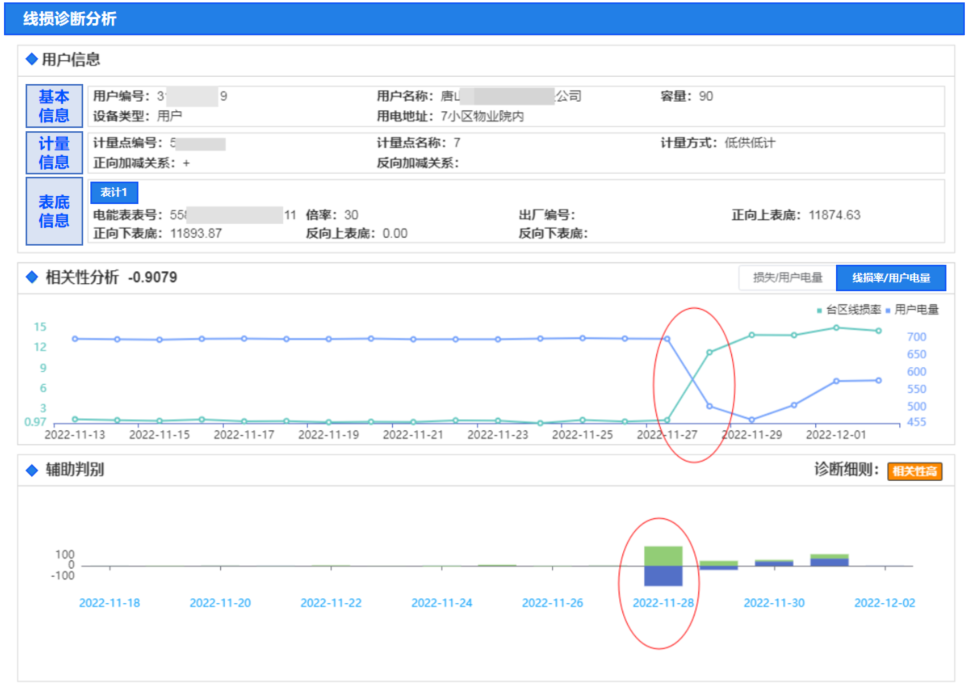 线损诊断分析
用户信息
基本信息
用户编号: 3 9 用户名称: 唐山 公司 容量: 90
设备类型: 用户 用电地址: 7小区物业院内
计量信息
计量点编号: 5 计量点名称: 7 计量方式: 低供低计
正向加减关系: + 反向加减关系:
表底信息
表计1
电能表表号: 55 11 倍率: 30 出厂编号: 正向上表底: 11874.63
正向下表底: 11893.87 反向上表底: 0.00 反向下表底:
相关性分析 -0.9079 损失/用户电量 线损率/用户电量
台区线损率 用户电量
15 700
12 650
9 600
6 550
3 500
0.97 455
2022-11-13 2022-11-15 2022-11-17 2022-11-19 2022-11-21 2022-11-23 2022-11-25 2022-11-27 2022-11-29 2022-12-01
辅助判别 诊断细则: 相关性高
100
0
-100
2022-11-18 2022-11-20 2022-11-22 2022-11-24 2022-11-26 2022-11-28 2022-11-30 2022-12-02